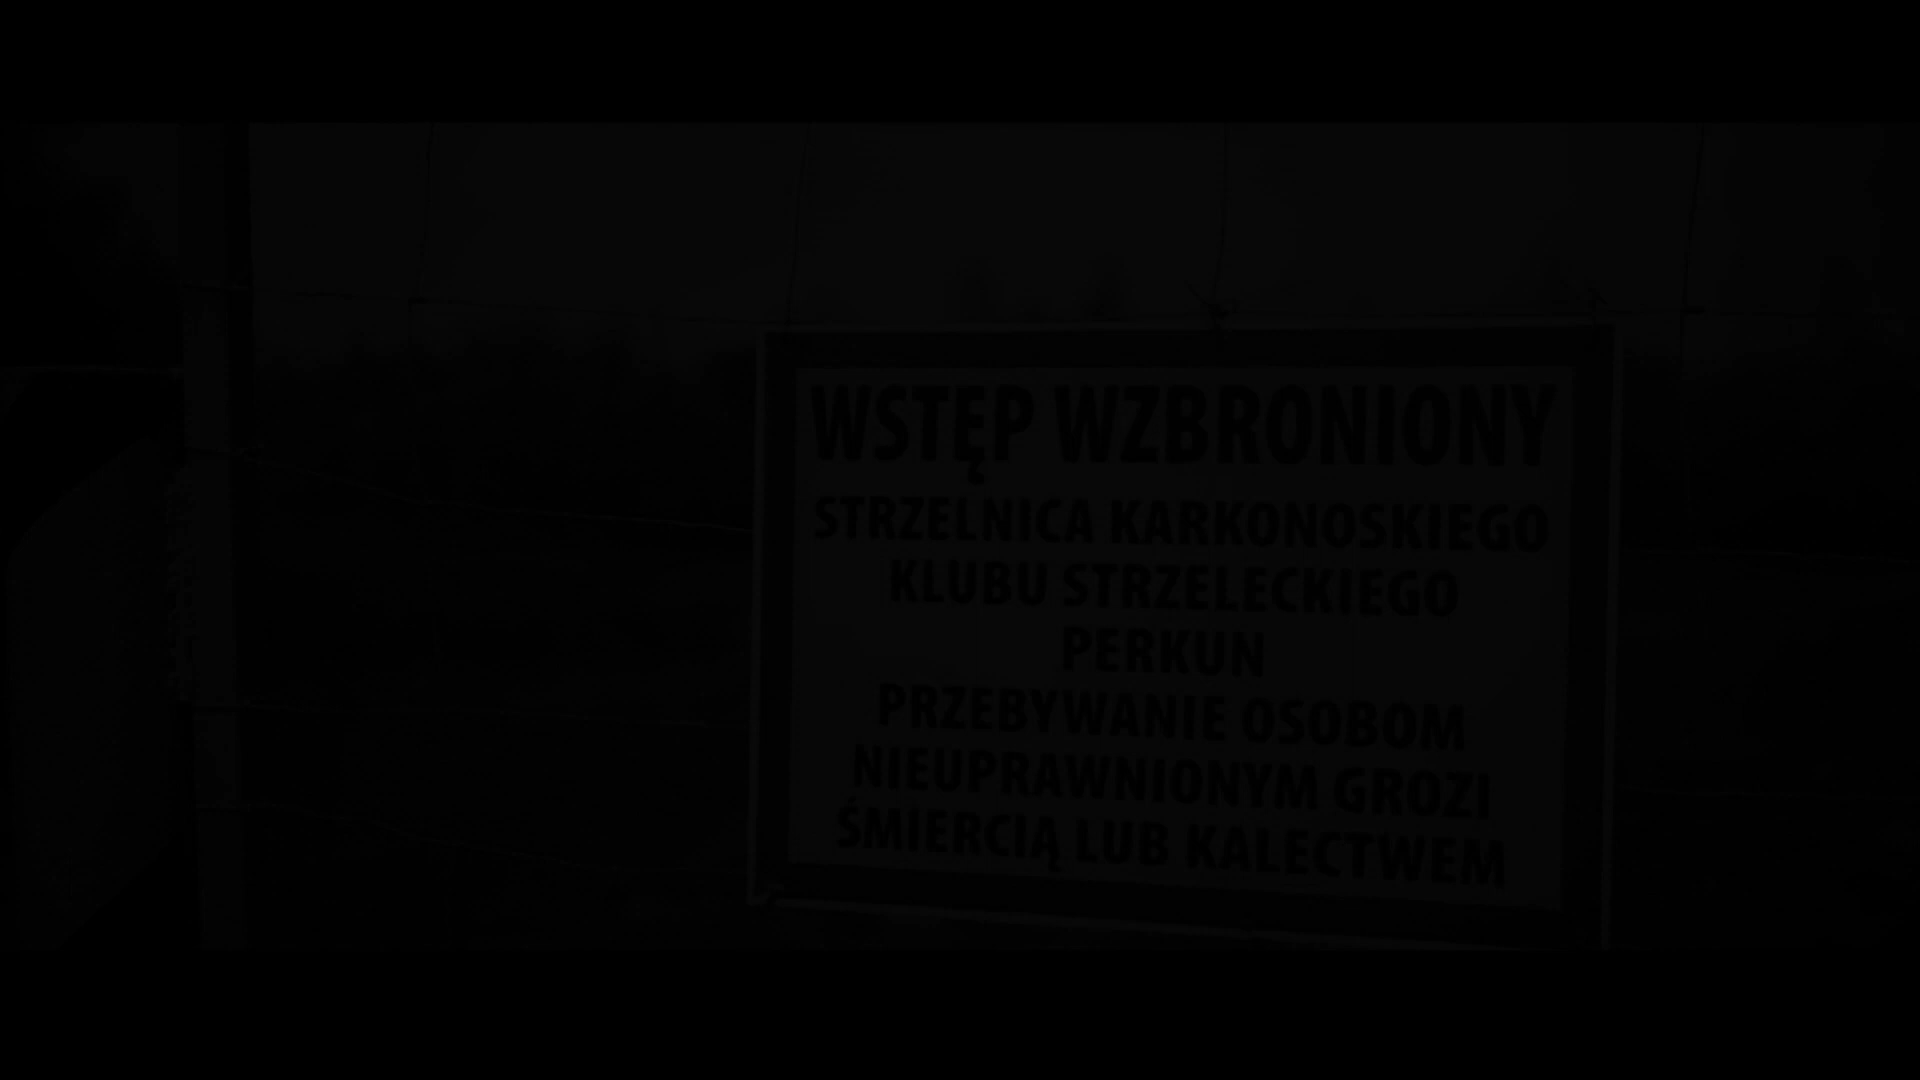 WSTĘP WZBRONIONY
STRZELNICA KARKONOSKIEGO
KLUBU STRZELECKIEGO
PERKUN
PRZEBYWANIE OSOBOM
NIEUPRAWNIONYM GROZI
ŚMIERCIĄ LUB KALECTWEM